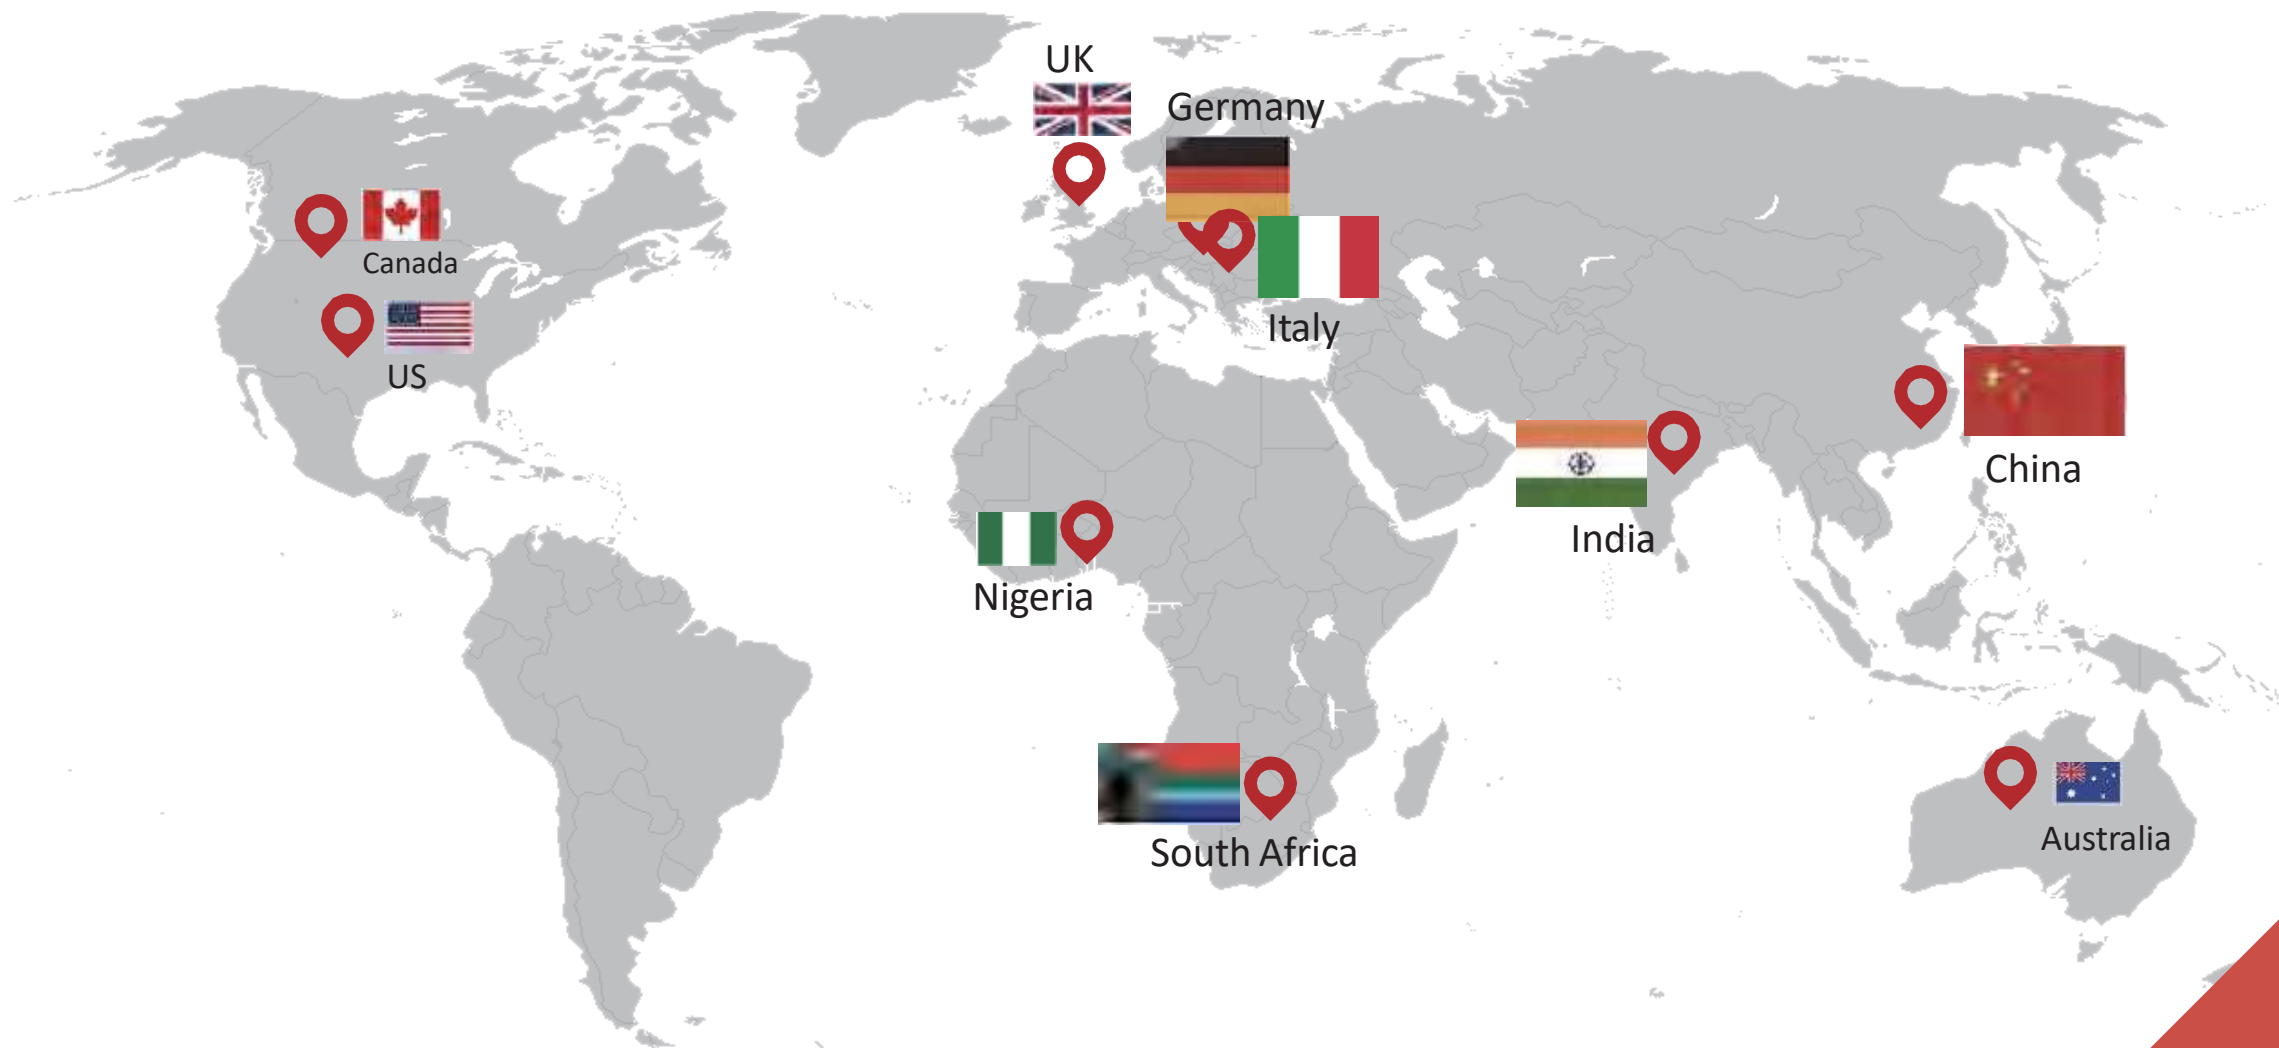 UK
Germany
Canada
US
Italy
China
India
Nigeria
South Africa
Australia